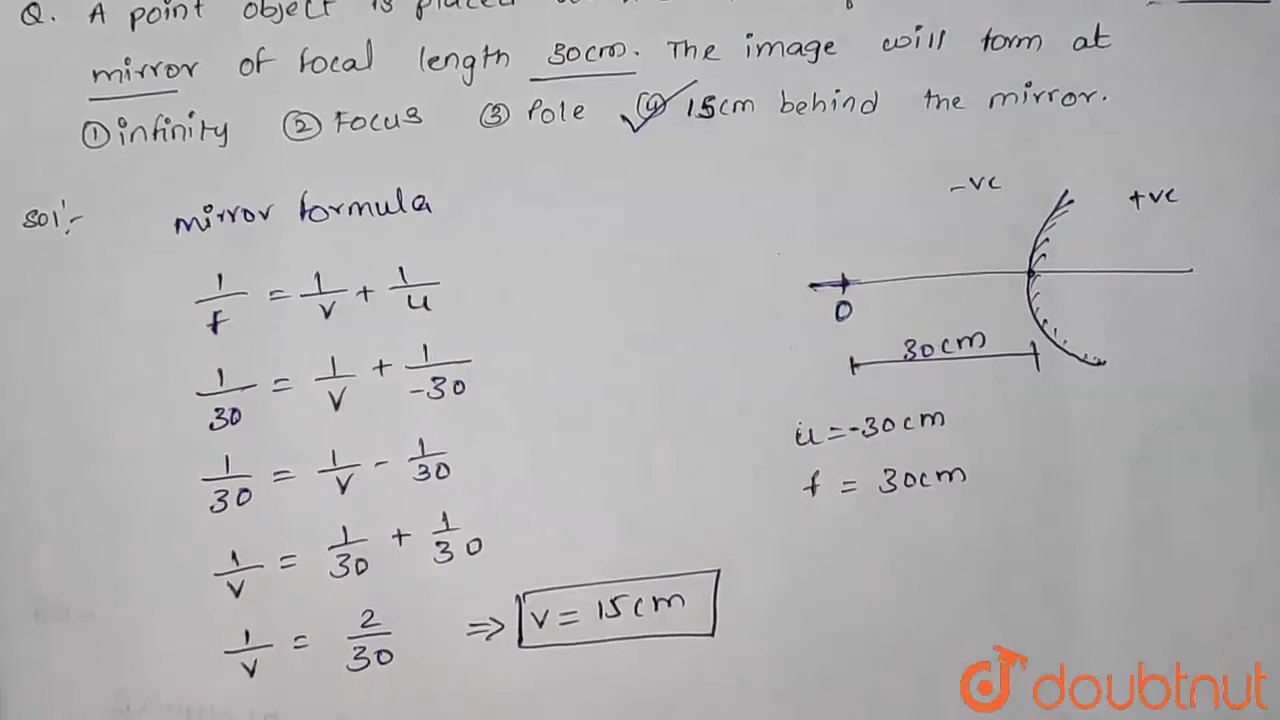 Q. A point object is placed
mirror of focal length 30cm. The image will form at
① infinity ② Focus ③ Pole ④ 15cm behind the mirror.
Sol:- mirror formula
1/f = 1/v + 1/u
1/30 = 1/v + 1/-30
1/30 = 1/v - 1/30
1/v = 1/30 + 1/30
1/v = 2/30 ⇒ v = 15cm
-ve
+ve
O
30cm
u = -30cm
f = 30cm
doubtnut